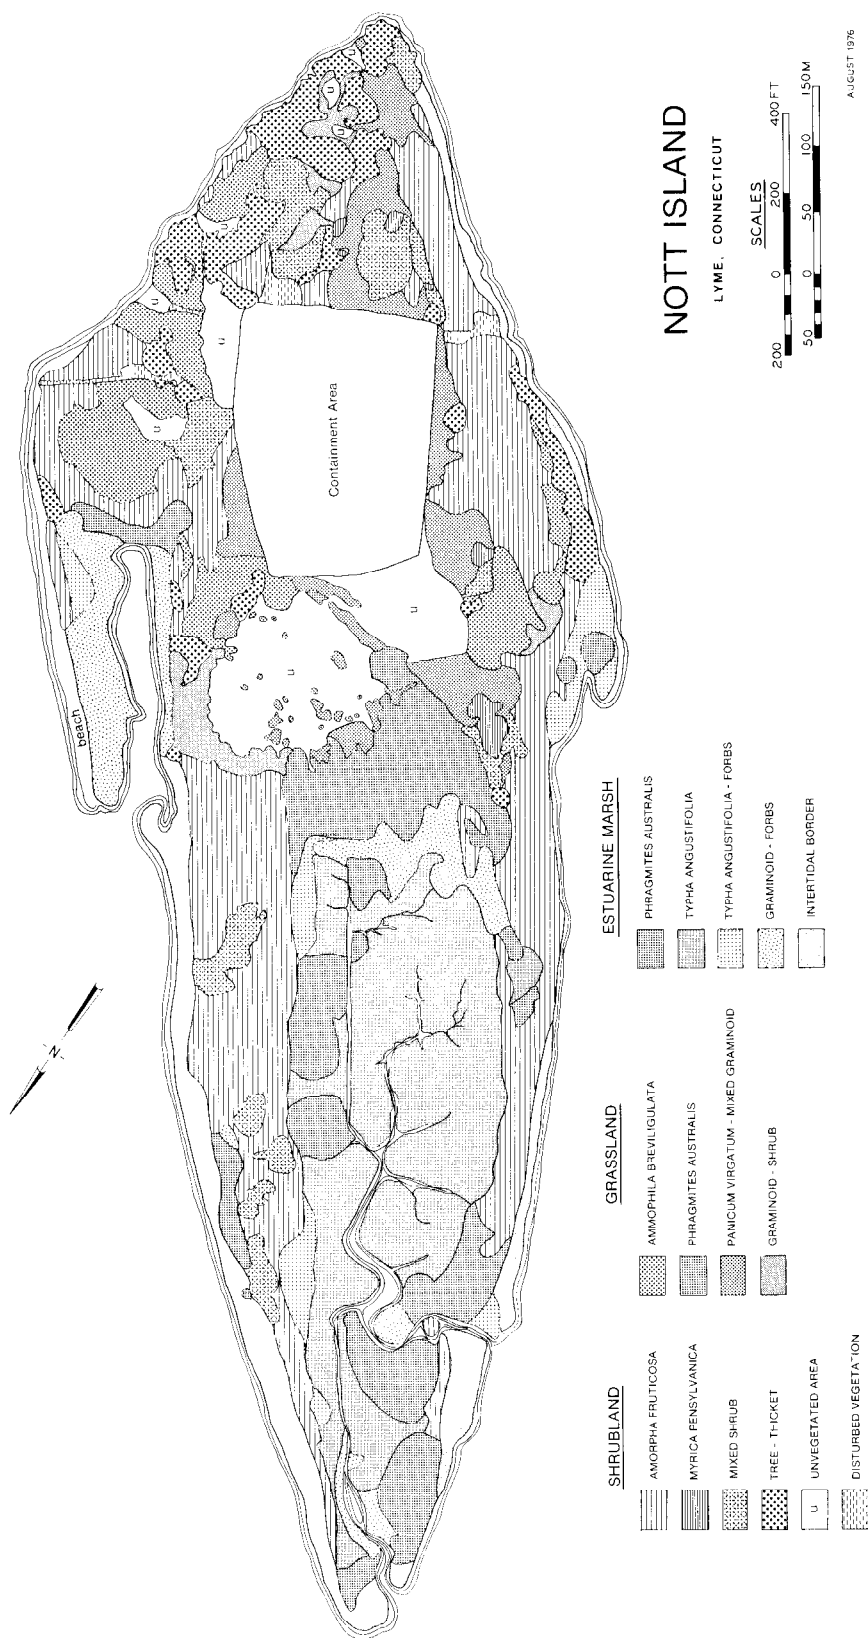 NOTT ISLAND
LYME, CONNECTICUT
SCALES
200 0 200 400 FT
50 0 50 100 150 M
AUGUST 1976
beach
Containment Area
u
u
u
u
u
u
u
u
u
-N-
SHRUBLAND
AMORPHA FRUTICOSA
MYRICA PENSYLVANICA
MIXED SHRUB
TREE - THICKET
u UNVEGETATED AREA
DISTURBED VEGETATION
GRASSLAND
AMMOPHILA BREVILIGULATA
PHRAGMITES AUSTRALIS
PANICUM VIRGATUM - MIXED GRAMINOID
GRAMINOID - SHRUB
ESTUARINE MARSH
PHRAGMITES AUSTRALIS
TYPHA ANGUSTIFOLIA
TYPHA ANGUSTIFOLIA - FORBS
GRAMINOID - FORBS
INTERTIDAL BORDER